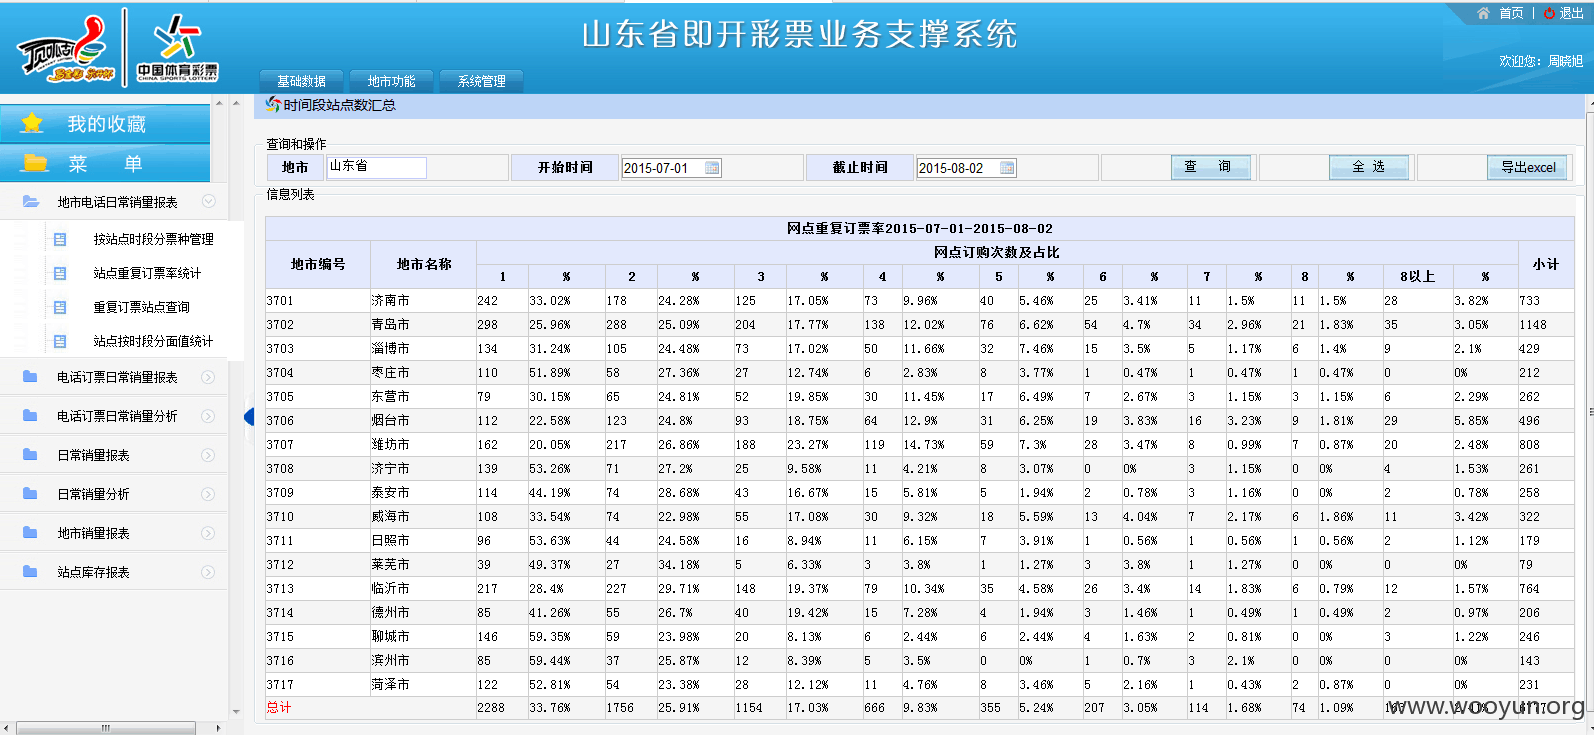 山东省即开彩票业务支撑系统
首页 | 退出
欢迎您：周晓旭
顶呱刮
中国体育彩票
CHINA SPORTS LOTTERY
基础数据 地市功能 系统管理
我的收藏
菜 单
地市电话日常销量报表
按站点时段分票种管理
站点重复订票率统计
重复订票站点查询
站点按时段分面值统计
电话订票日常销量报表
电话订票日常销量分析
日常销量报表
日常销量分析
地市销量报表
站点库存报表
时间段站点数汇总
查询和操作
地市 山东省 开始时间 2015-07-01 截止时间 2015-08-02 查 询 全 选 导出excel
信息列表
网点重复订票率2015-07-01-2015-08-02
地市编号 地市名称 网点订购次数及占比 小计
1 % 2 % 3 % 4 % 5 % 6 % 7 % 8 % 8以上 %
3701 济南市 242 33.02% 178 24.28% 125 17.05% 73 9.96% 40 5.46% 25 3.41% 11 1.5% 11 1.5% 28 3.82% 733
3702 青岛市 298 25.96% 288 25.09% 204 17.77% 138 12.02% 76 6.62% 54 4.7% 34 2.96% 21 1.83% 35 3.05% 1148
3703 淄博市 134 31.24% 105 24.48% 73 17.02% 50 11.66% 32 7.46% 15 3.5% 5 1.17% 6 1.4% 9 2.1% 429
3704 枣庄市 110 51.89% 58 27.36% 27 12.74% 6 2.83% 8 3.77% 1 0.47% 1 0.47% 1 0.47% 0 0% 212
3705 东营市 79 30.15% 65 24.81% 52 19.85% 30 11.45% 17 6.49% 7 2.67% 3 1.15% 3 1.15% 6 2.29% 262
3706 烟台市 112 22.58% 123 24.8% 93 18.75% 64 12.9% 31 6.25% 19 3.83% 16 3.23% 9 1.81% 29 5.85% 496
3707 潍坊市 162 20.05% 217 26.86% 188 23.27% 119 14.73% 59 7.3% 28 3.47% 8 0.99% 7 0.87% 20 2.48% 808
3708 济宁市 139 53.26% 71 27.2% 25 9.58% 11 4.21% 8 3.07% 0 0% 3 1.15% 0 0% 4 1.53% 261
3709 泰安市 114 44.19% 74 28.68% 43 16.67% 15 5.81% 5 1.94% 2 0.78% 3 1.16% 0 0% 2 0.78% 258
3710 威海市 108 33.54% 74 22.98% 55 17.08% 30 9.32% 18 5.59% 13 4.04% 7 2.17% 6 1.86% 11 3.42% 322
3711 日照市 96 53.63% 44 24.58% 16 8.94% 11 6.15% 7 3.91% 1 0.56% 1 0.56% 1 0.56% 2 1.12% 179
3712 莱芜市 39 49.37% 27 34.18% 5 6.33% 3 3.8% 1 1.27% 3 3.8% 1 1.27% 0 0% 0 0% 79
3713 临沂市 217 28.4% 227 29.71% 148 19.37% 79 10.34% 35 4.58% 26 3.4% 14 1.83% 6 0.79% 12 1.57% 764
3714 德州市 85 41.26% 55 26.7% 40 19.42% 15 7.28% 4 1.94% 3 1.46% 1 0.49% 1 0.49% 2 0.97% 206
3715 聊城市 146 59.35% 59 23.98% 20 8.13% 6 2.44% 6 2.44% 4 1.63% 2 0.81% 0 0% 3 1.22% 246
3716 滨州市 85 59.44% 37 25.87% 12 8.39% 5 3.5% 0 0% 1 0.7% 3 2.1% 0 0% 0 0% 143
3717 菏泽市 122 52.81% 54 23.38% 28 12.12% 11 4.76% 8 3.46% 5 2.16% 1 0.43% 2 0.87% 0 0% 231
总计 2288 33.76% 1756 25.91% 1154 17.03% 666 9.83% 355 5.24% 207 3.05% 114 1.68% 74 1.09%
www.wooyun.org